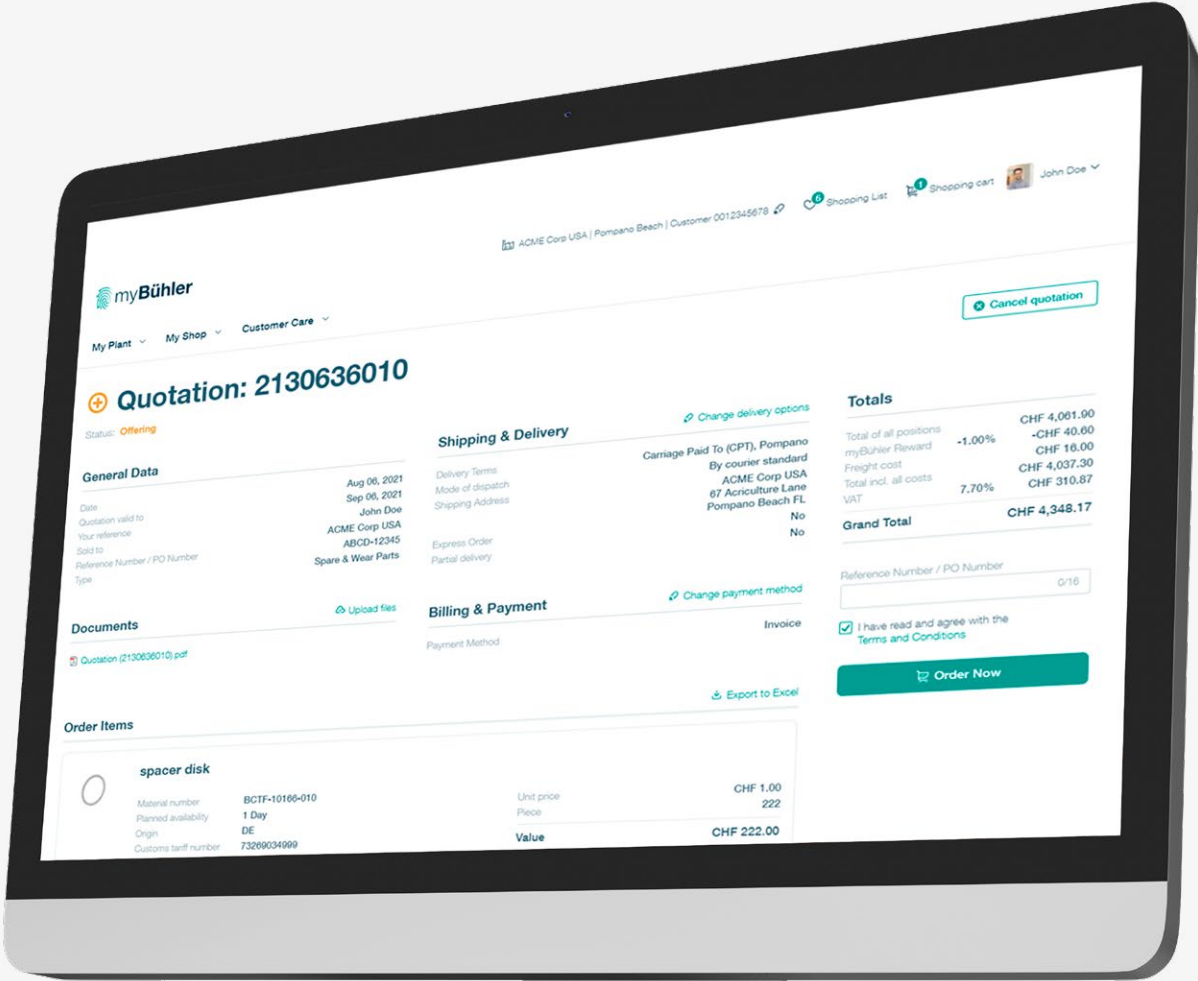 ACME Corp USA | Pompano Beach | Customer 0012345678
6 Shopping List
1 Shopping cart
John Doe
myBühler
My Plant
My Shop
Customer Care
Cancel quotation
Quotation: 2130636010
Status: Offering
General Data
Date Aug 06, 2021
Quotation valid to Sep 06, 2021
Your reference John Doe
Sold to ACME Corp USA
Reference Number / PO Number ABCD-12345
Type Spare & Wear Parts
Documents
Upload files
Quotation (2130636010).pdf
Shipping & Delivery
Change delivery options
Delivery Terms Carriage Paid To (CPT), Pompano
Mode of dispatch By courier standard
Shipping Address ACME Corp USA
67 Acriculture Lane
Pompano Beach FL
Express Order No
Partial delivery No
Billing & Payment
Change payment method
Payment Method Invoice
Totals
Total of all positions CHF 4,061.90
myBühler Reward -1.00% -CHF 40.60
Freight cost CHF 16.00
Total incl. all costs CHF 4,037.30
VAT 7.70% CHF 310.87
Grand Total CHF 4,348.17
Reference Number / PO Number
0/16
I have read and agree with the
Terms and Conditions
Order Now
Order Items
Export to Excel
spacer disk
Material number BCTF-10166-010
Planned availability 1 Day
Origin DE
Customs tariff number 73269034999
Unit price CHF 1.00
Piece 222
Value CHF 222.00